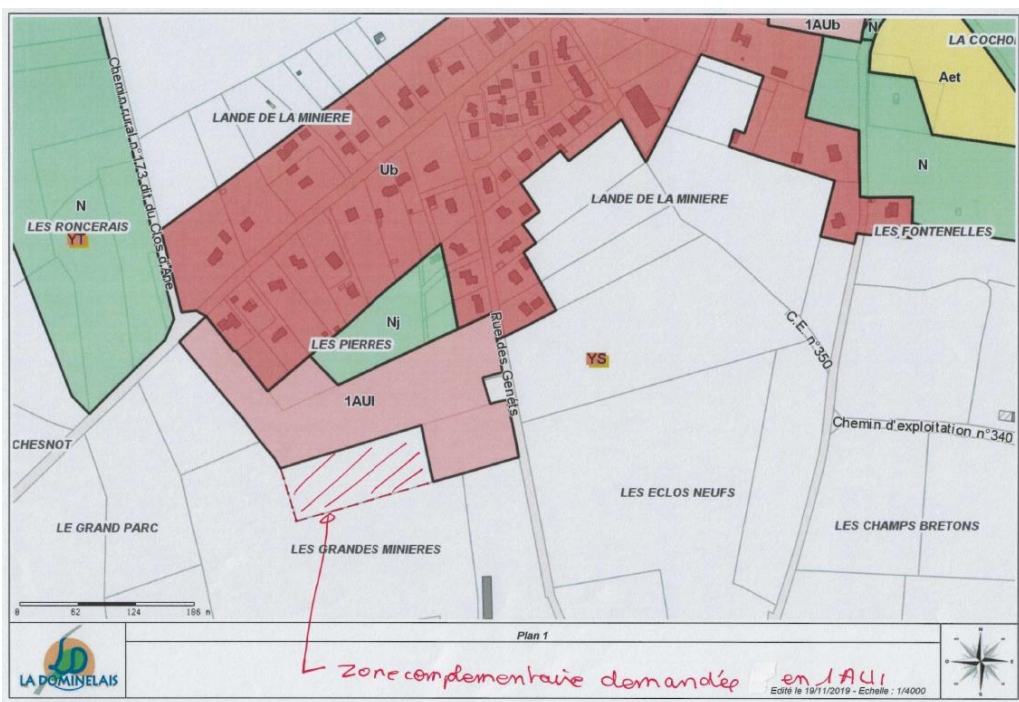 1AUb
N
LA COCHO
Aet
Chemin rural n°173 dit du Clos d'Ane
LANDE DE LA MINIERE
Ub
N
N
LES RONCERAIS
YT
LANDE DE LA MINIERE
LES FONTENELLES
Nj
LES PIERRES
Rue des Genêts
C.E. n°350
YS
1AUl
CHESNOT
Chemin d'exploitation n°340
LES ECLOS NEUFS
LE GRAND PARC
LES CHAMPS BRETONS
LES GRANDES MINIERES
0 62 124 186 m
Plan 1
LD
LA DOMINELAIS
zone complementaire demandée en 1AUl
Edité le 19/11/2019 - Echelle : 1/4000